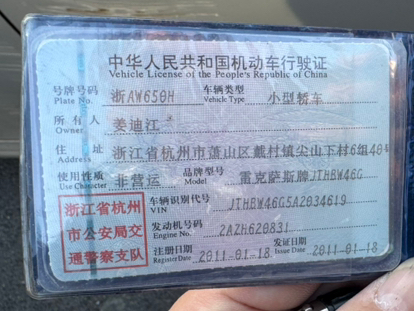 中华人民共和国机动车行驶证
Vehicle License of the People's Republic of China
号牌号码 浙AW650H 车辆类型 小型轿车
Plate No. Vehicle Type
所有人 姜迪江
Owner
住址 浙江省杭州市萧山区戴村镇尖山下村6组40号
Address
使用性质 非营运 品牌型号 雷克萨斯牌JTHBW46G
Use Character Model
浙江省杭州
市公安局交
通警察支队
车辆识别代号 JTHBW46G5A2034619
VIN
发动机号码 2AZH620831
Engine No.
注册日期 2011-01-18 发证日期 2011-01-18
Register Date Issue Date